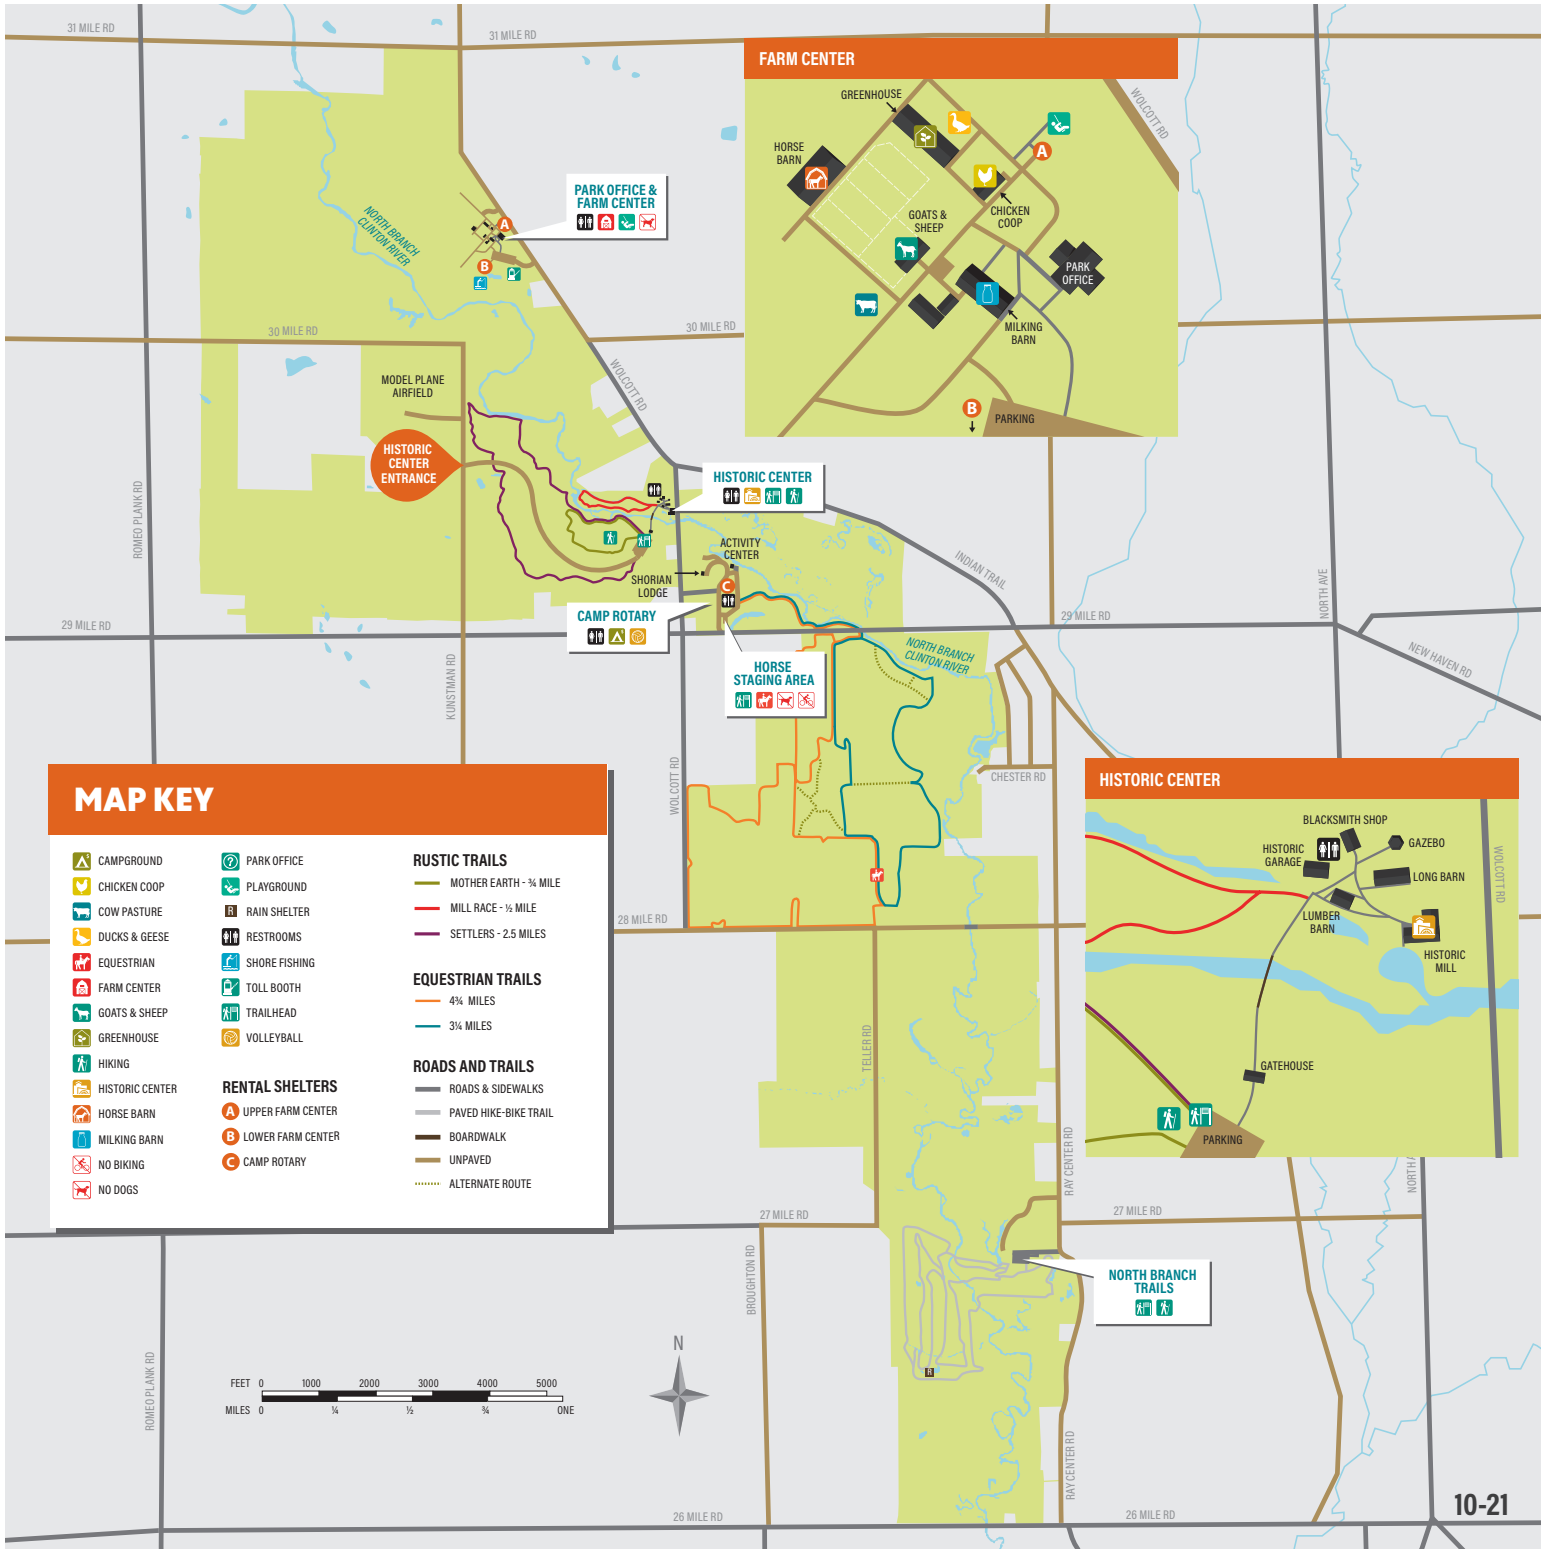 31 MILE RD
31 MILE RD
FARM CENTER
WOLCOTT RD
GREENHOUSE
HORSE
BARN
A
GOATS &
SHEEP
CHICKEN
COOP
PARK
OFFICE
MILKING
BARN
B
PARKING
PARK OFFICE &
FARM CENTER
NORTH BRANCH
CLINTON RIVER
A
B
30 MILE RD
30 MILE RD
WOLCOTT RD
MODEL PLANE
AIRFIELD
HISTORIC
CENTER
ENTRANCE
ROMEO PLANK RD
HISTORIC CENTER
ACTIVITY
CENTER
SHORIAN
LODGE
C
INDIAN TRAIL
NORTH AVE
CAMP ROTARY
29 MILE RD
29 MILE RD
NEW HAVEN RD
NORTH BRANCH
CLINTON RIVER
HORSE
STAGING AREA
KUNSTMAN RD
WOLCOTT RD
CHESTER RD
28 MILE RD
TELLER RD
RAY CENTER RD
MAP KEY
CAMPGROUND
CHICKEN COOP
COW PASTURE
DUCKS & GEESE
EQUESTRIAN
FARM CENTER
GOATS & SHEEP
GREENHOUSE
HIKING
HISTORIC CENTER
HORSE BARN
MILKING BARN
NO BIKING
NO DOGS
? PARK OFFICE
PLAYGROUND
R RAIN SHELTER
RESTROOMS
SHORE FISHING
TOLL BOOTH
TRAILHEAD
VOLLEYBALL
RENTAL SHELTERS
A UPPER FARM CENTER
B LOWER FARM CENTER
C CAMP ROTARY
RUSTIC TRAILS
MOTHER EARTH - ¾ MILE
MILL RACE - ½ MILE
SETTLERS - 2.5 MILES
EQUESTRIAN TRAILS
4¾ MILES
3¼ MILES
ROADS AND TRAILS
ROADS & SIDEWALKS
PAVED HIKE-BIKE TRAIL
BOARDWALK
UNPAVED
ALTERNATE ROUTE
HISTORIC CENTER
BLACKSMITH SHOP
GAZEBO
HISTORIC
GARAGE
LONG BARN
WOLCOTT RD
LUMBER
BARN
HISTORIC
MILL
GATEHOUSE
PARKING
NORTH A
27 MILE RD
27 MILE RD
BROUGHTON RD
NORTH BRANCH
TRAILS
R
ROMEO PLANK RD
FEET 0 1000 2000 3000 4000 5000
MILES 0 ¼ ½ ¾ ONE
N
RAY CENTER RD
26 MILE RD
26 MILE RD
10-21